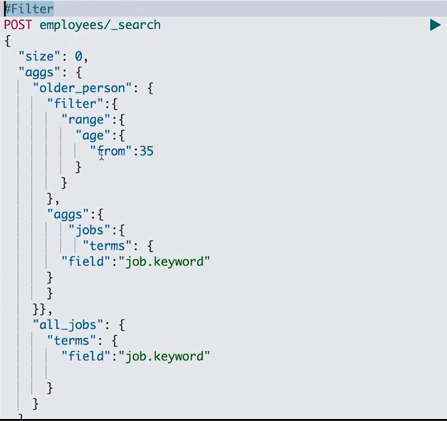 #Filter
POST employees/_search
{
"size": 0,
"aggs": {
"older_person": {
"filter":{
"range":{
"age":{
"from":35
}
}
},
"aggs":{
"jobs":{
"terms": {
"field":"job.keyword"
}
}
}},
"all_jobs": {
"terms": {
"field":"job.keyword"
}
}